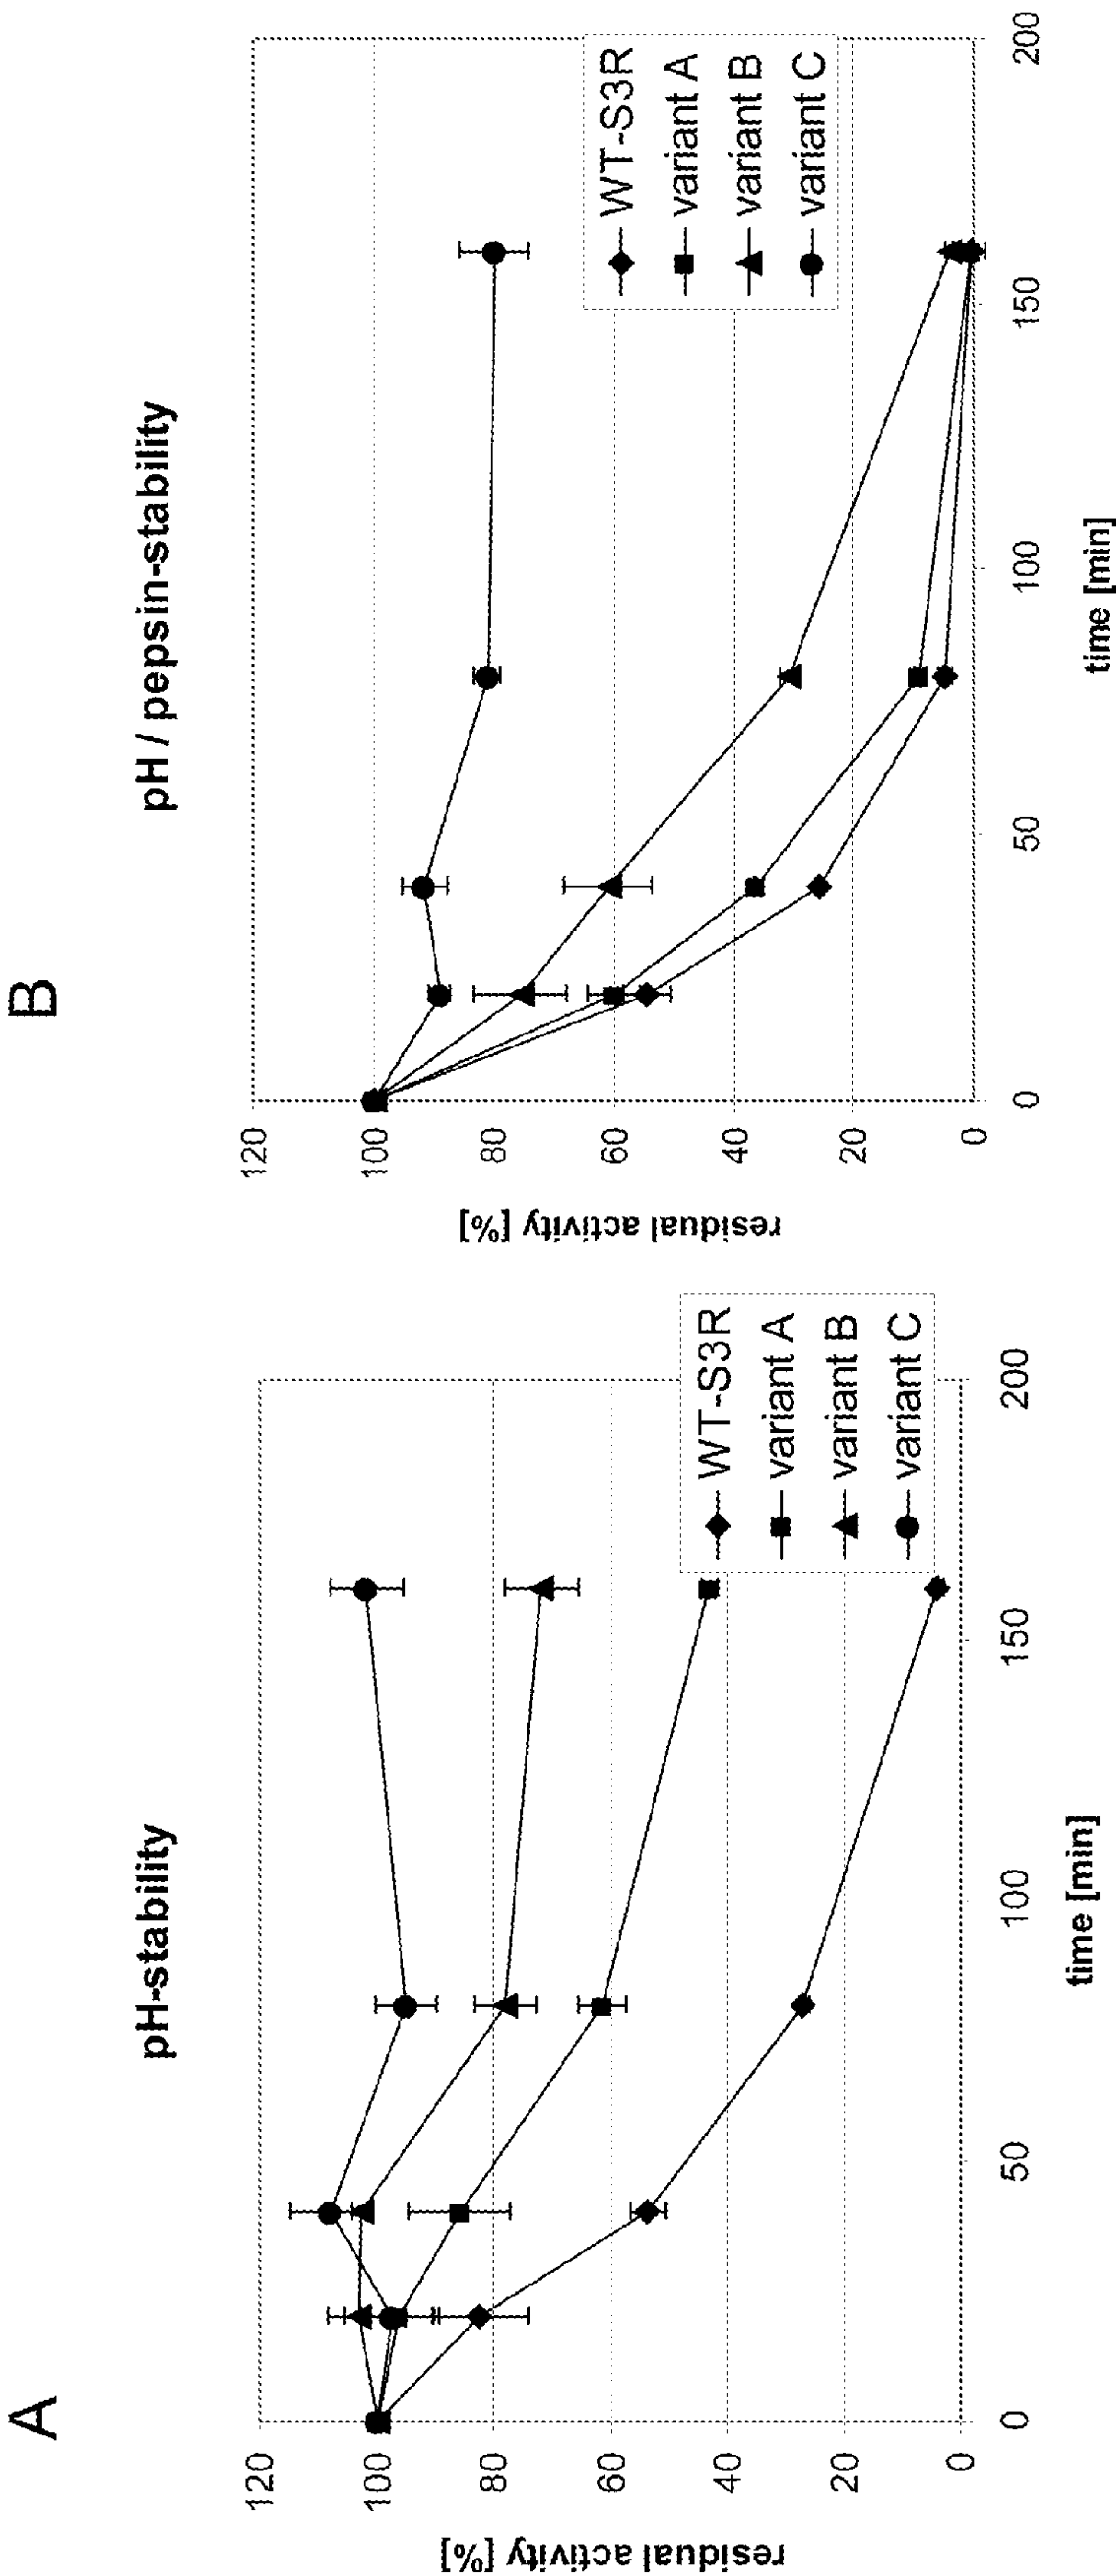 A
pH-stability
residual activity [%]
120
100
80
60
40
20
0
0
50
100
150
200
time [min]
WT-S3R
variant A
variant B
variant C
B
pH / pepsin-stability
residual activity [%]
120
100
80
60
40
20
0
0
50
100
150
200
time [min]
WT-S3R
variant A
variant B
variant C